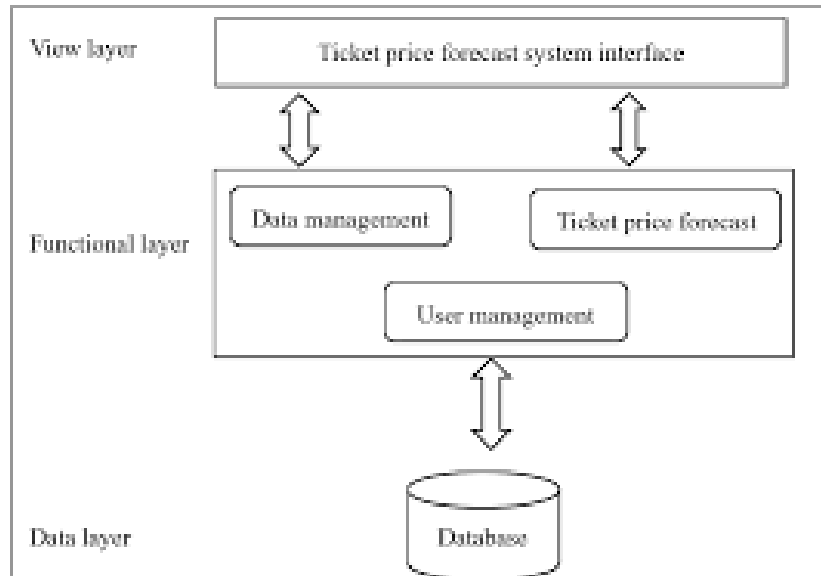 View layer
Ticket price forecast system interface
Data management
Ticket price forecast
Functional layer
User management
Data layer
Database